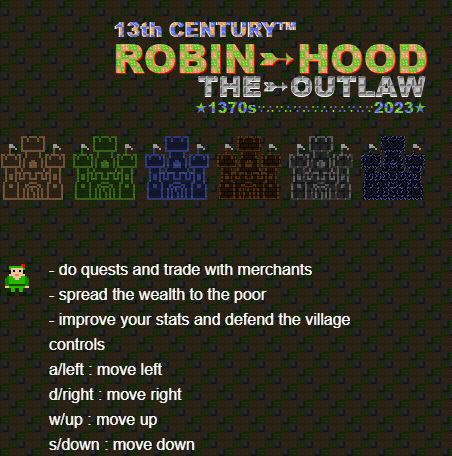 13th CENTURY™
ROBIN➳HOOD
THE➳OUTLAW
★1370s∙∙∙∙∙∙∙∙∙∙∙∙∙∙∙∙2023★
- do quests and trade with merchants
- spread the wealth to the poor
- improve your stats and defend the village
controls
a/left : move left
d/right : move right
w/up : move up
s/down : move down